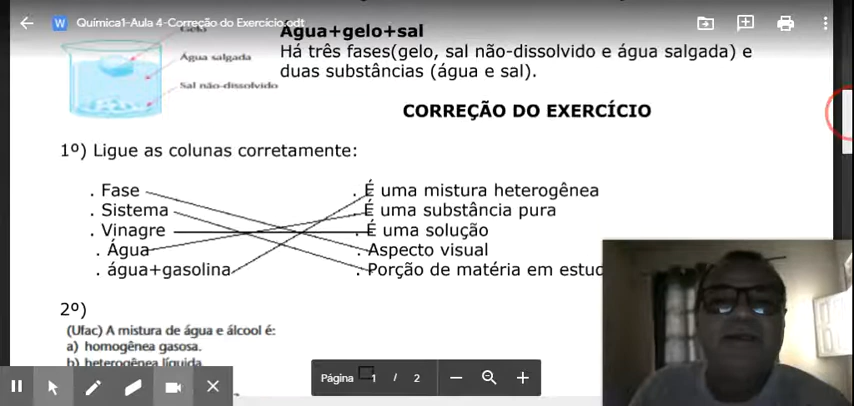 Química1-Aula 4-Correção do Exercício.odt
Gelo
Água salgada
Sal não-dissolvido
Água+gelo+sal
Há três fases(gelo, sal não-dissolvido e água salgada) e
duas substâncias (água e sal).
CORREÇÃO DO EXERCÍCIO
1º) Ligue as colunas corretamente:
. Fase
. Sistema
. Vinagre
. Água
. água+gasolina
. É uma mistura heterogênea
. É uma substância pura
. É uma solução
. Aspecto visual
. Porção de matéria em estud
2º)
(Ufac) A mistura de água e álcool é:
a) homogênea gasosa.
b) heterogênea líquida
Página 1 / 2